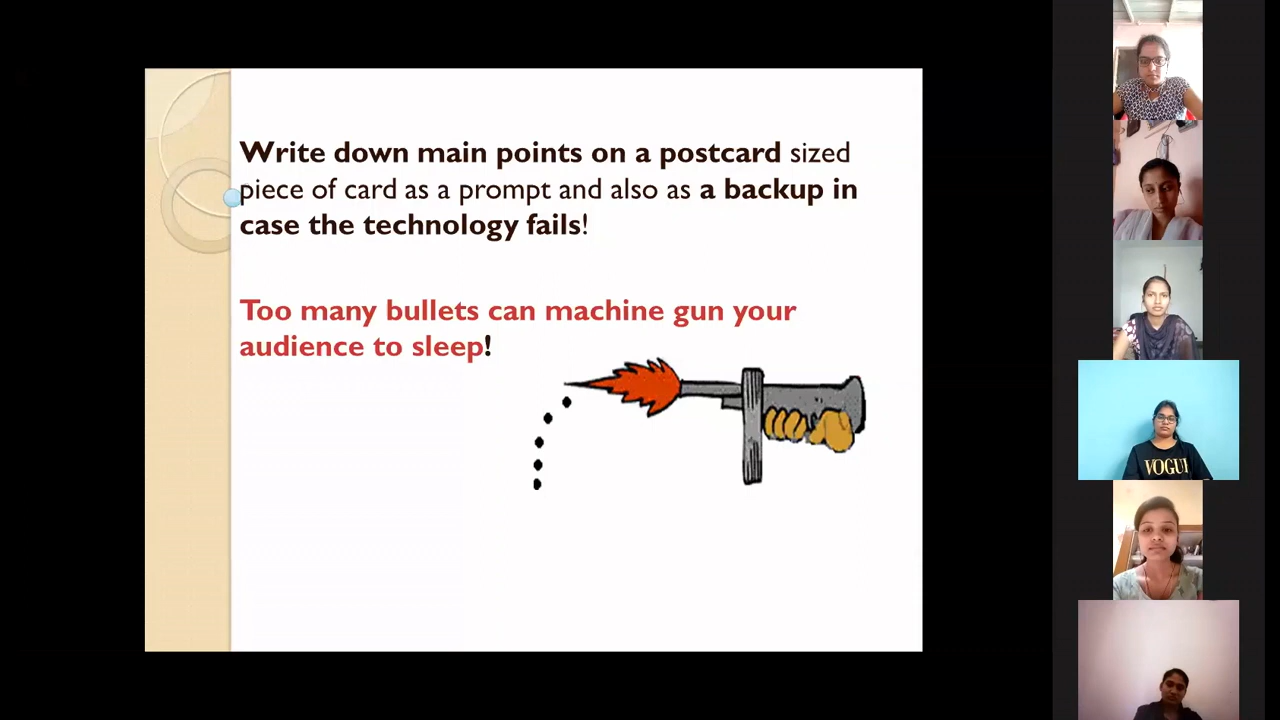 Write down main points on a postcard sized
piece of card as a prompt and also as a backup in
case the technology fails!
Too many bullets can machine gun your
audience to sleep!
VOGUE